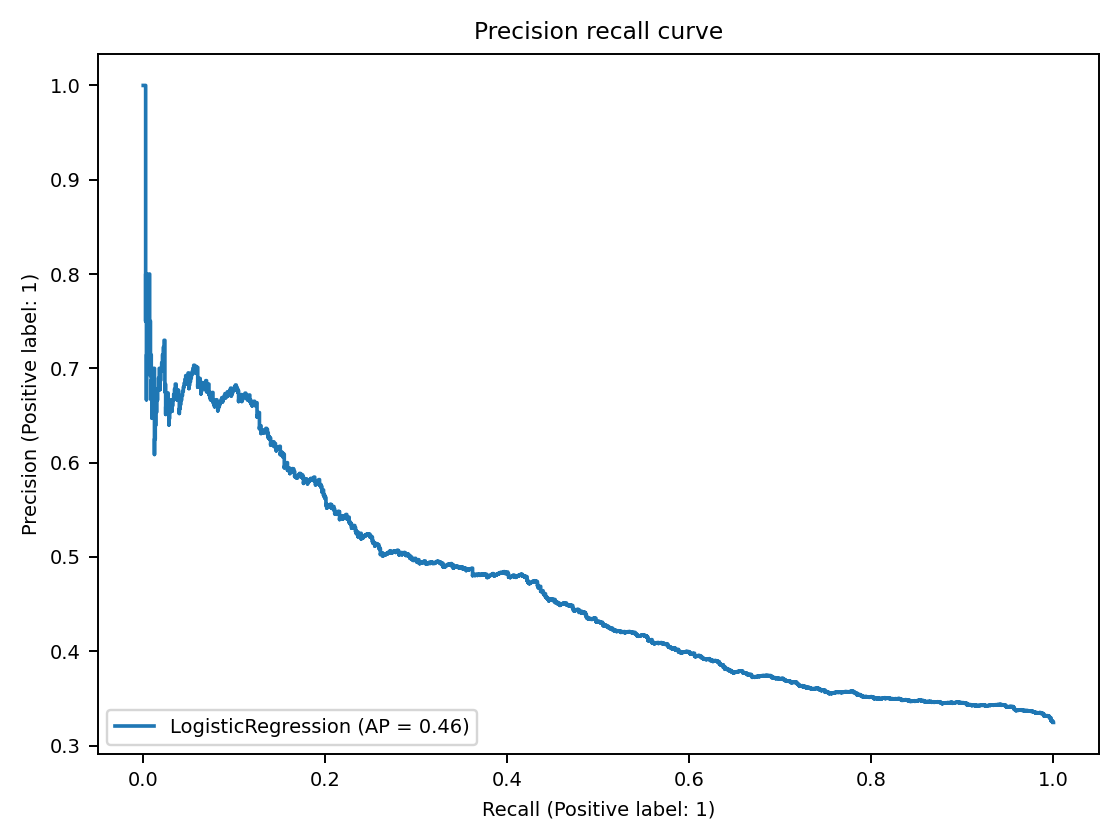 Precision recall curve
1.0
0.9
0.8
0.7
0.6
0.5
0.4
0.3
Precision (Positive label: 1)
LogisticRegression (AP = 0.46)
0.0 0.2 0.4 0.6 0.8 1.0
Recall (Positive label: 1)